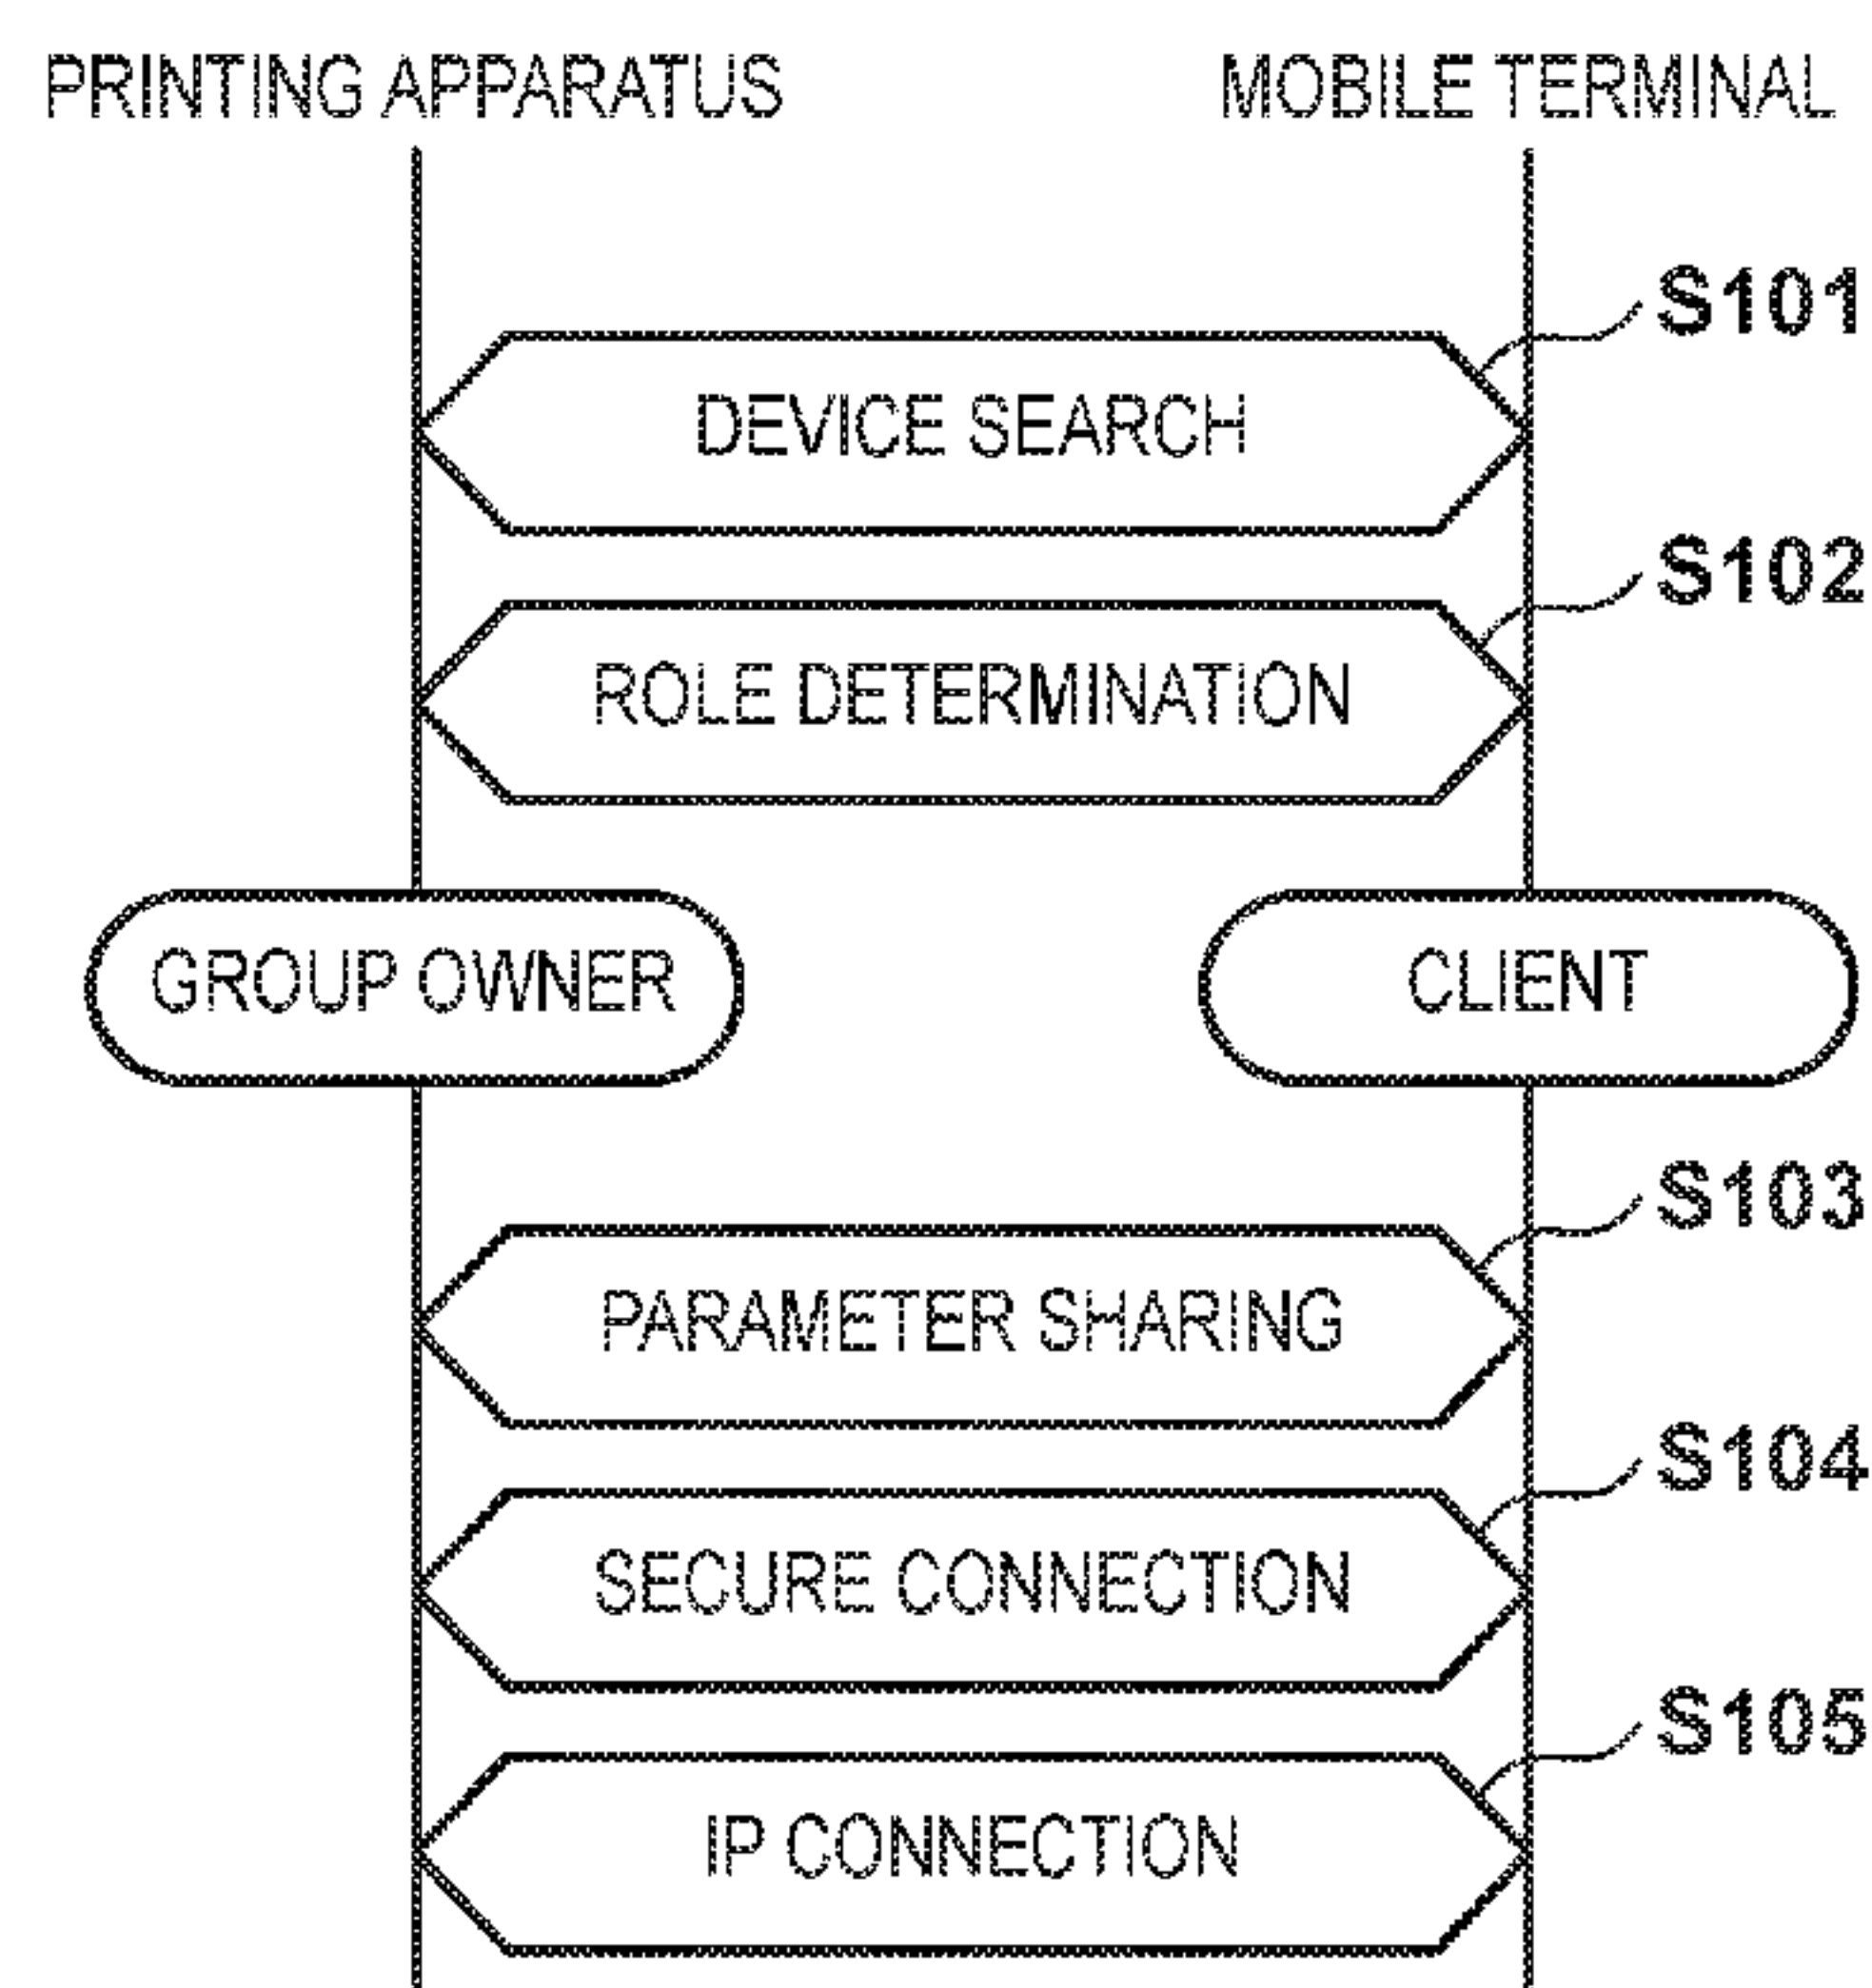 PRINTING APPARATUS
MOBILE TERMINAL
S101
DEVICE SEARCH
S102
ROLE DETERMINATION
GROUP OWNER
CLIENT
S103
PARAMETER SHARING
S104
SECURE CONNECTION
S105
IP CONNECTION